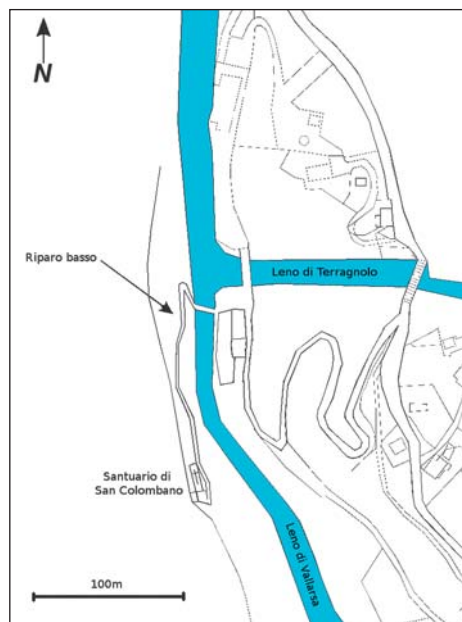 N
Leno di Terragnolo
Riparo basso
Santuario di
San Colombano
Leno di Vallarsa
100m